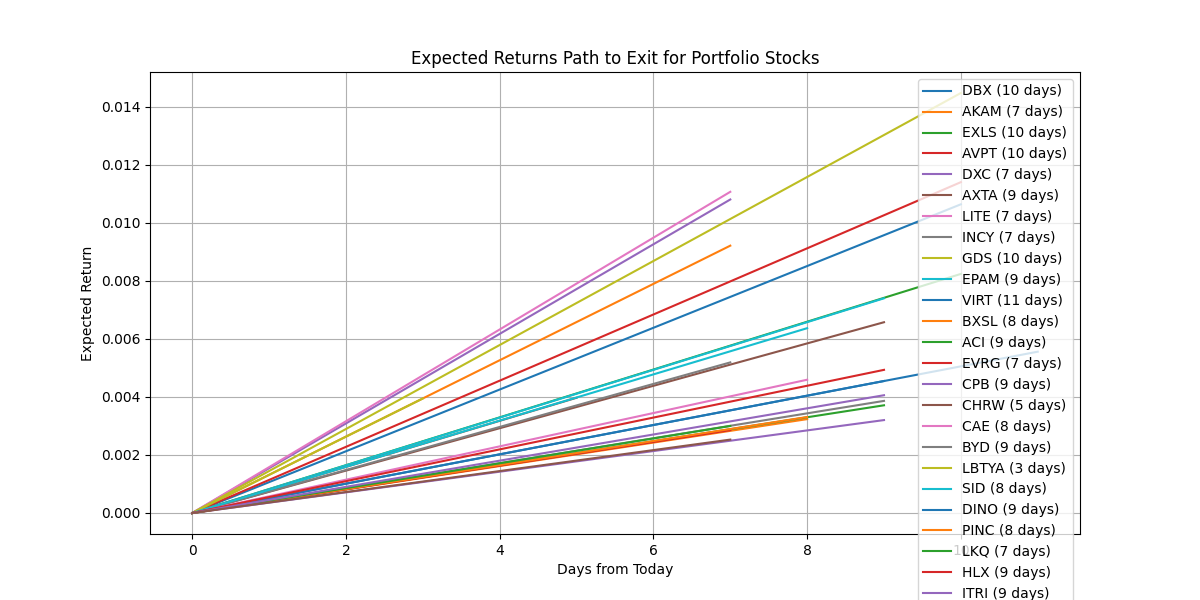 Expected Returns Path to Exit for Portfolio Stocks
Expected Return
0.014
0.012
0.010
0.008
0.006
0.004
0.002
0.000
0
2
4
6
8
Days from Today
DBX (10 days)
AKAM (7 days)
EXLS (10 days)
AVPT (10 days)
DXC (7 days)
AXTA (9 days)
LITE (7 days)
INCY (7 days)
GDS (10 days)
EPAM (9 days)
VIRT (11 days)
BXSL (8 days)
ACI (9 days)
EVRG (7 days)
CPB (9 days)
CHRW (5 days)
CAE (8 days)
BYD (9 days)
LBTYA (3 days)
SID (8 days)
DINO (9 days)
PINC (8 days)
LKQ (7 days)
HLX (9 days)
ITRI (9 days)